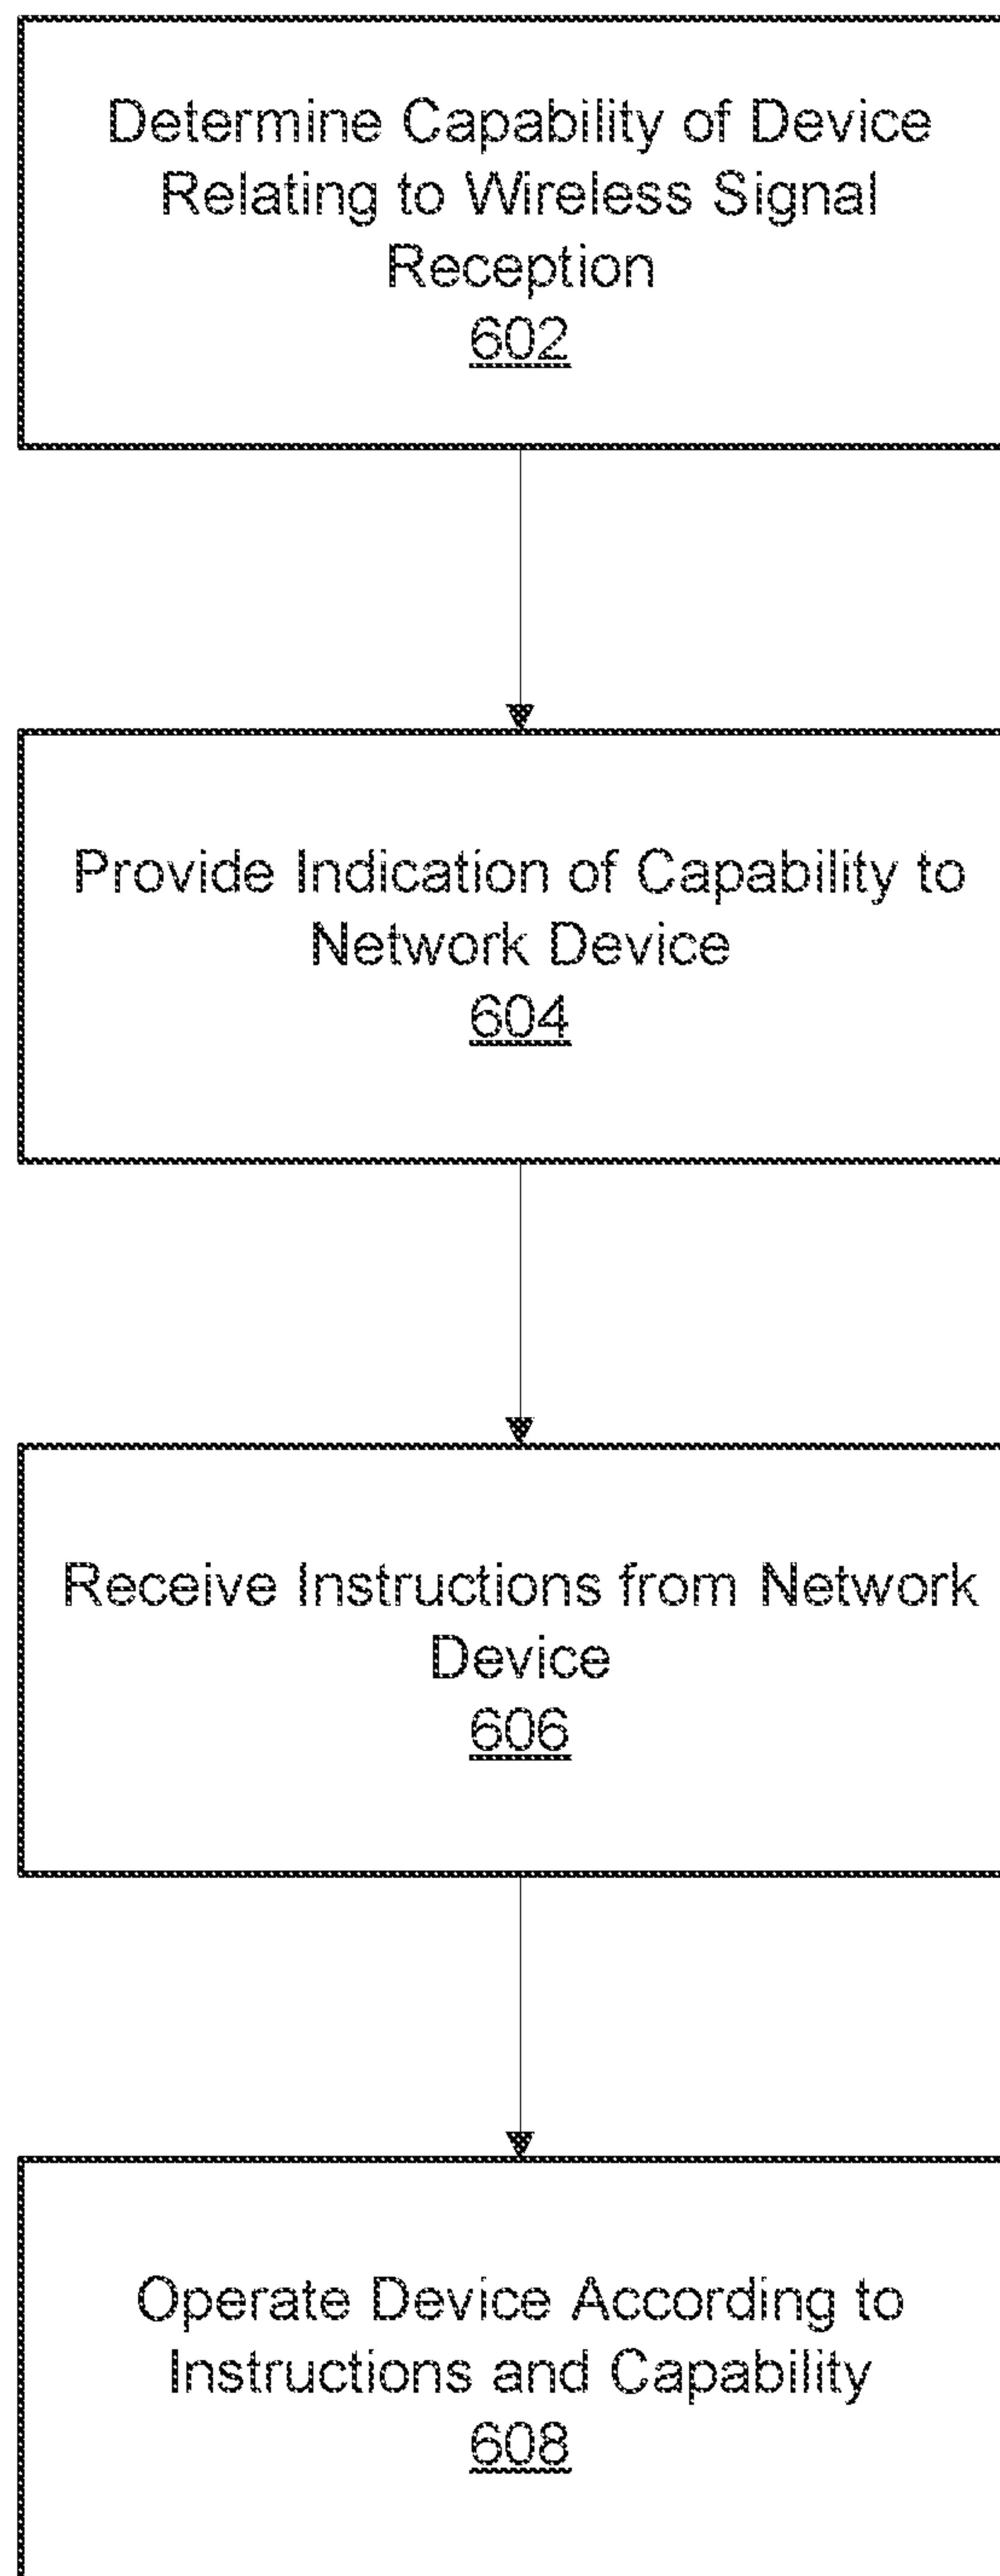 Determine Capability of Device
Relating to Wireless Signal
Reception
602
Provide Indication of Capability to
Network Device
604
Receive Instructions from Network
Device
606
Operate Device According to
Instructions and Capability
608